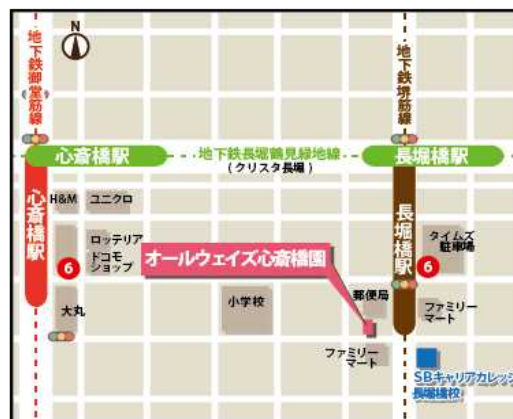 N
地下鉄御堂筋線
地下鉄堺筋線
心斎橋駅
地下鉄長堀鶴見緑地線
(クリスタ長堀)
長堀橋駅
心斎橋駅
H&M
ユニクロ
長堀橋駅
ロッテリア
ドコモ
ショップ
タイムズ
駐車場
オールウェイズ心斎橋園
6
6
大丸
小学校
郵便局
ファミリー
マート
ファミリー
マート
SBキャリアカレッジ
長堀橋校